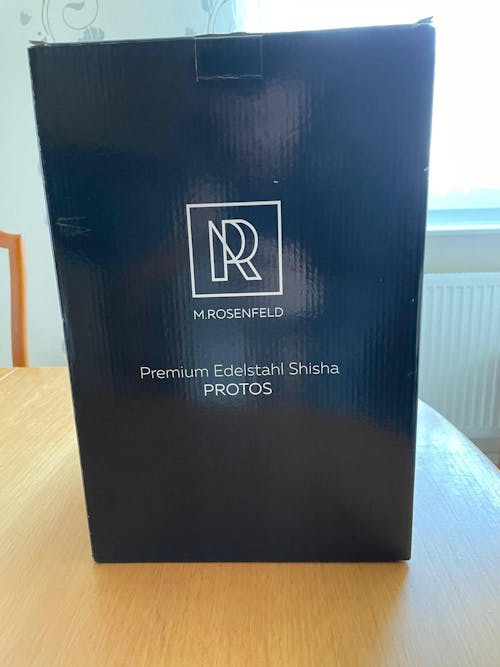 R
M.ROSENFELD
Premium Edelstahl Shisha
PROTOS